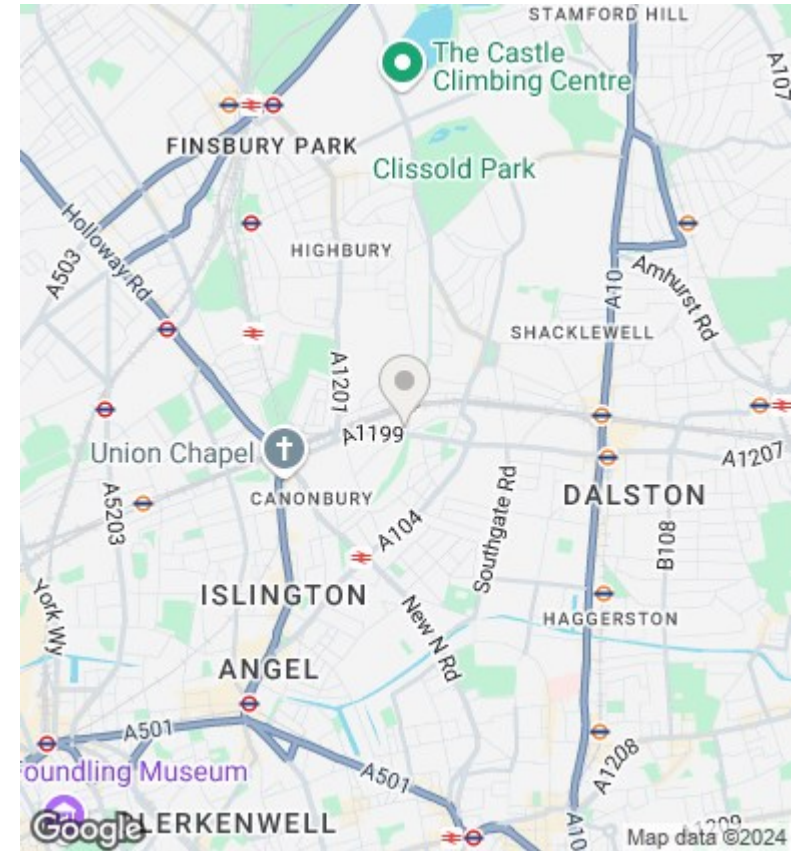 STAMFORD HILL
A107
The Castle
Climbing Centre
FINSBURY PARK
Clissold Park
Holloway Rd
A503
HIGHBURY
A10
Amhurst Rd
SHACKLEWELL
A1201
A1199
Union Chapel
A1207
CANONBURY
DALSTON
A5203
A104
Southgate Rd
B108
York Wy
ISLINGTON
New N Rd
HAGGERSTON
ANGEL
A501
A501
A1208
Foundling Museum
CLERKENWELL
A10
A1209
Google
Map data ©2024